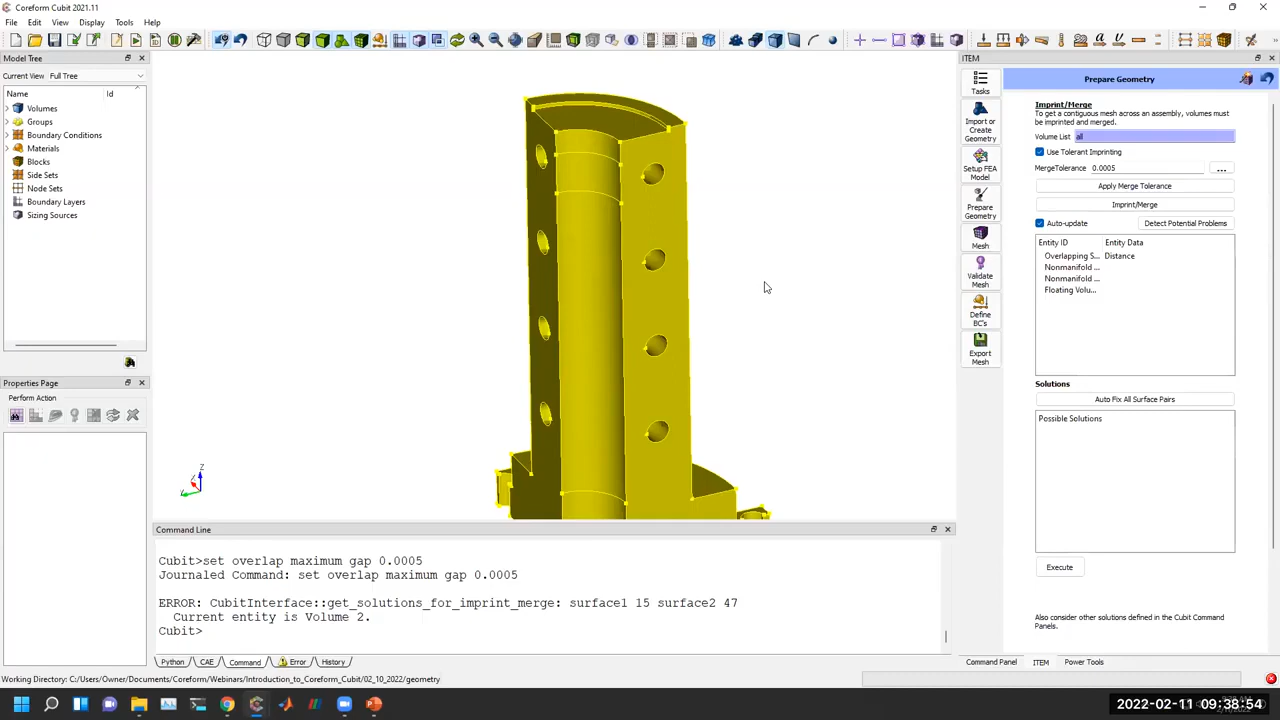 Coreform Cubit 2021.11
File Edit View Display Tools Help
Model Tree
Current View Full Tree
Name Id
Volumes
Groups
Boundary Conditions
Materials
Blocks
Side Sets
Node Sets
Boundary Layers
Sizing Sources
Properties Page
Perform Action
Z
Command Line
Cubit>set overlap maximum gap 0.0005
Journaled Command: set overlap maximum gap 0.0005
ERROR: CubitInterface::get_solutions_for_imprint_merge: surface1 15 surface2 47
Current entity is Volume 2.
Cubit>
Python CAE Command Error History
Working Directory: C:/Users/Owner/Documents/Coreform/Webinars/Introduction_to_Coreform_Cubit/02_10_2022/geometry
ITEM
Tasks
Import or Create Geometry
Setup FEA Model
Prepare Geometry
Mesh
Validate Mesh
Define BC's
Export Mesh
Prepare Geometry
Imprint/Merge
To get a contiguous mesh across an assembly, volumes must
be imprinted and merged.
Volume List all
Use Tolerant Imprinting
MergeTolerance 0.0005 ...
Apply Merge Tolerance
Imprint/Merge
Auto-update Detect Potential Problems
Entity ID Entity Data
Overlapping S... Distance
Nonmanifold ...
Nonmanifold ...
Floating Volu...
Solutions
Auto Fix All Surface Pairs
Possible Solutions
Execute
Also consider other solutions defined in the Cubit Command
Panels.
Command Panel ITEM Power Tools
2022-02-11 09:38:54